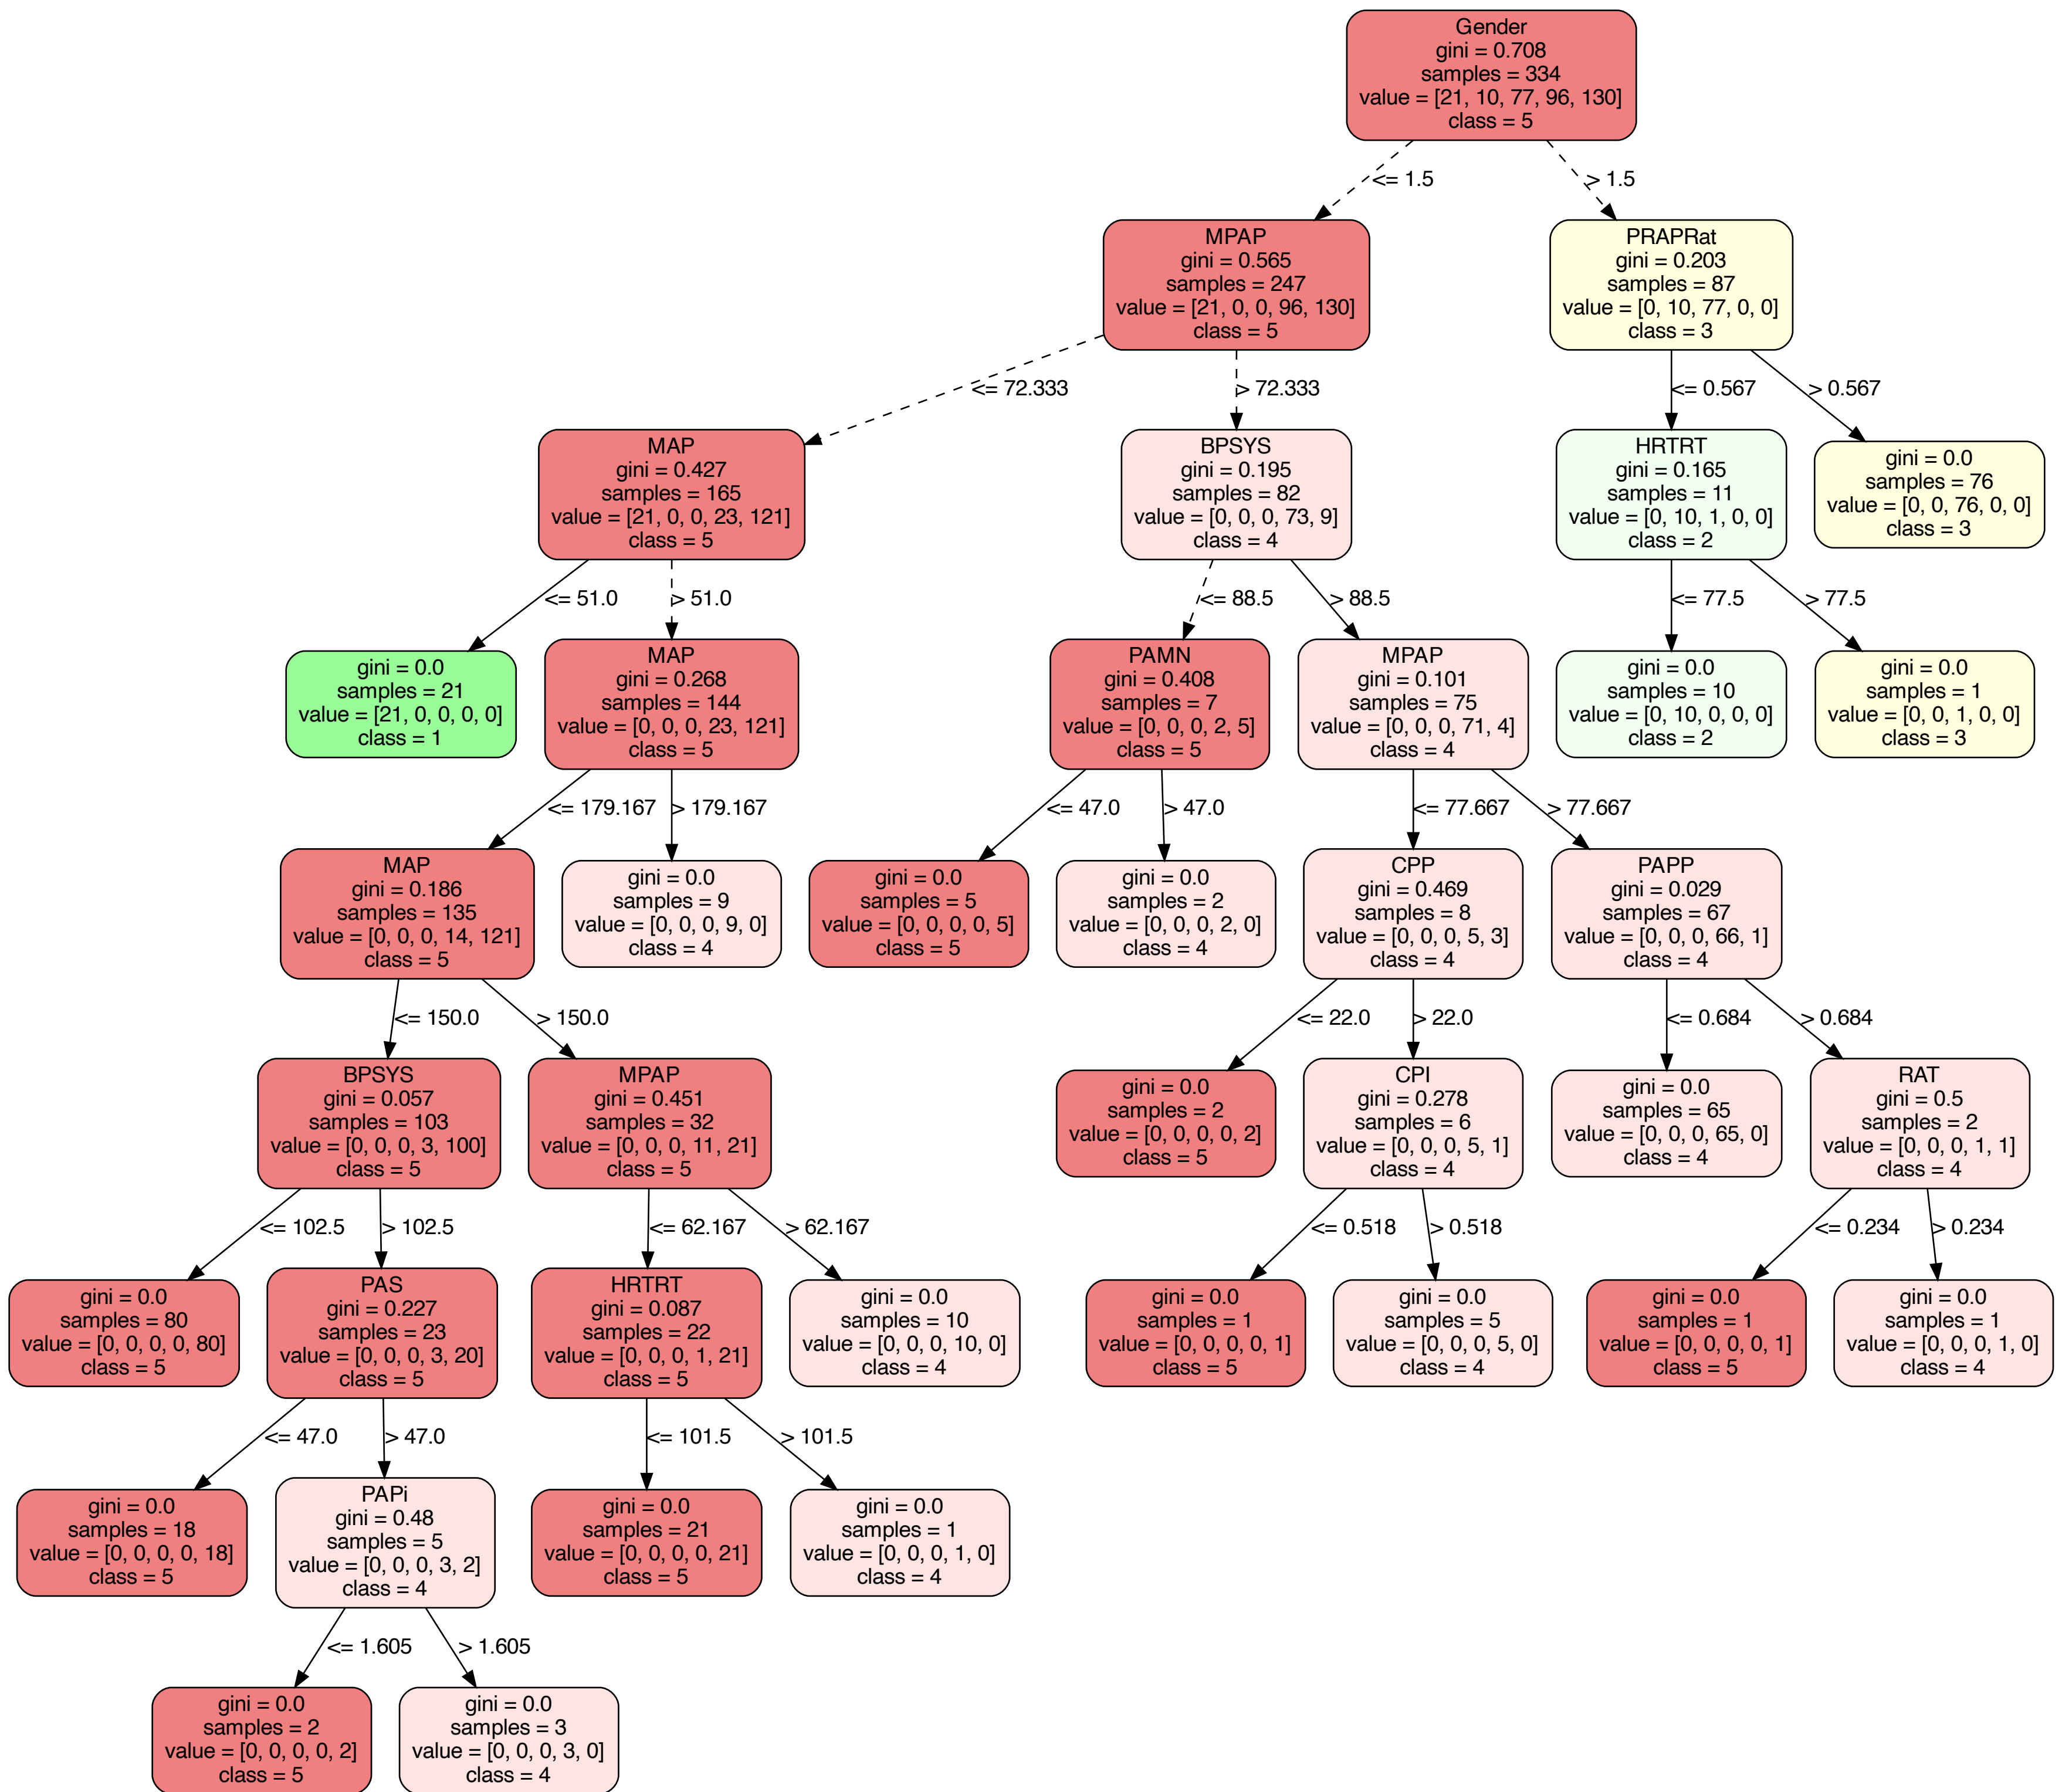 Gender
gini = 0.708
samples = 334
value = [21, 10, 77, 96, 130]
class = 5
<= 1.5
> 1.5
MPAP
gini = 0.565
samples = 247
value = [21, 0, 0, 96, 130]
class = 5
PRAPRat
gini = 0.203
samples = 87
value = [0, 10, 77, 0, 0]
class = 3
<= 72.333
> 72.333
<= 0.567
> 0.567
MAP
gini = 0.427
samples = 165
value = [21, 0, 0, 23, 121]
class = 5
BPSYS
gini = 0.195
samples = 82
value = [0, 0, 0, 73, 9]
class = 4
HRTRT
gini = 0.165
samples = 11
value = [0, 10, 1, 0, 0]
class = 2
gini = 0.0
samples = 76
value = [0, 0, 76, 0, 0]
class = 3
<= 51.0
> 51.0
<= 88.5
> 88.5
<= 77.5
> 77.5
gini = 0.0
samples = 21
value = [21, 0, 0, 0, 0]
class = 1
MAP
gini = 0.268
samples = 144
value = [0, 0, 0, 23, 121]
class = 5
PAMN
gini = 0.408
samples = 7
value = [0, 0, 0, 2, 5]
class = 5
MPAP
gini = 0.101
samples = 75
value = [0, 0, 0, 71, 4]
class = 4
gini = 0.0
samples = 10
value = [0, 10, 0, 0, 0]
class = 2
gini = 0.0
samples = 1
value = [0, 0, 1, 0, 0]
class = 3
<= 179.167
> 179.167
<= 47.0
> 47.0
<= 77.667
> 77.667
MAP
gini = 0.186
samples = 135
value = [0, 0, 0, 14, 121]
class = 5
gini = 0.0
samples = 9
value = [0, 0, 0, 9, 0]
class = 4
gini = 0.0
samples = 5
value = [0, 0, 0, 0, 5]
class = 5
gini = 0.0
samples = 2
value = [0, 0, 0, 2, 0]
class = 4
CPP
gini = 0.469
samples = 8
value = [0, 0, 0, 5, 3]
class = 4
PAPP
gini = 0.029
samples = 67
value = [0, 0, 0, 66, 1]
class = 4
<= 150.0
> 150.0
<= 22.0
> 22.0
<= 0.684
> 0.684
BPSYS
gini = 0.057
samples = 103
value = [0, 0, 0, 3, 100]
class = 5
MPAP
gini = 0.451
samples = 32
value = [0, 0, 0, 11, 21]
class = 5
gini = 0.0
samples = 2
value = [0, 0, 0, 0, 2]
class = 5
CPI
gini = 0.278
samples = 6
value = [0, 0, 0, 5, 1]
class = 4
gini = 0.0
samples = 65
value = [0, 0, 0, 65, 0]
class = 4
RAT
gini = 0.5
samples = 2
value = [0, 0, 0, 1, 1]
class = 4
<= 102.5
> 102.5
<= 62.167
> 62.167
<= 0.518
> 0.518
<= 0.234
> 0.234
gini = 0.0
samples = 80
value = [0, 0, 0, 0, 80]
class = 5
PAS
gini = 0.227
samples = 23
value = [0, 0, 0, 3, 20]
class = 5
HRTRT
gini = 0.087
samples = 22
value = [0, 0, 0, 1, 21]
class = 5
gini = 0.0
samples = 10
value = [0, 0, 0, 10, 0]
class = 4
gini = 0.0
samples = 1
value = [0, 0, 0, 0, 1]
class = 5
gini = 0.0
samples = 5
value = [0, 0, 0, 5, 0]
class = 4
gini = 0.0
samples = 1
value = [0, 0, 0, 0, 1]
class = 5
gini = 0.0
samples = 1
value = [0, 0, 0, 1, 0]
class = 4
<= 47.0
> 47.0
<= 101.5
> 101.5
gini = 0.0
samples = 18
value = [0, 0, 0, 0, 18]
class = 5
PAPi
gini = 0.48
samples = 5
value = [0, 0, 0, 3, 2]
class = 4
gini = 0.0
samples = 21
value = [0, 0, 0, 0, 21]
class = 5
gini = 0.0
samples = 1
value = [0, 0, 0, 1, 0]
class = 4
<= 1.605
> 1.605
gini = 0.0
samples = 2
value = [0, 0, 0, 0, 2]
class = 5
gini = 0.0
samples = 3
value = [0, 0, 0, 3, 0]
class = 4